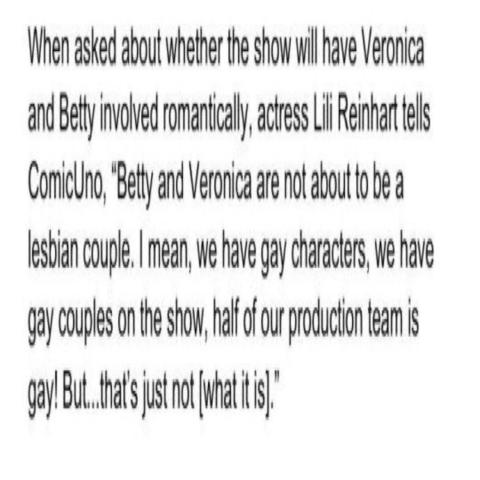 When asked about whether the show will have Veronica
and Betty involved romantically, actress Lili Reinhart tells
ComicUno, "Betty and Veronica are not about to be a
lesbian couple. I mean, we have gay characters, we have
gay couples on the show, half of our production team is
gay! But...that's just not [what it is]."